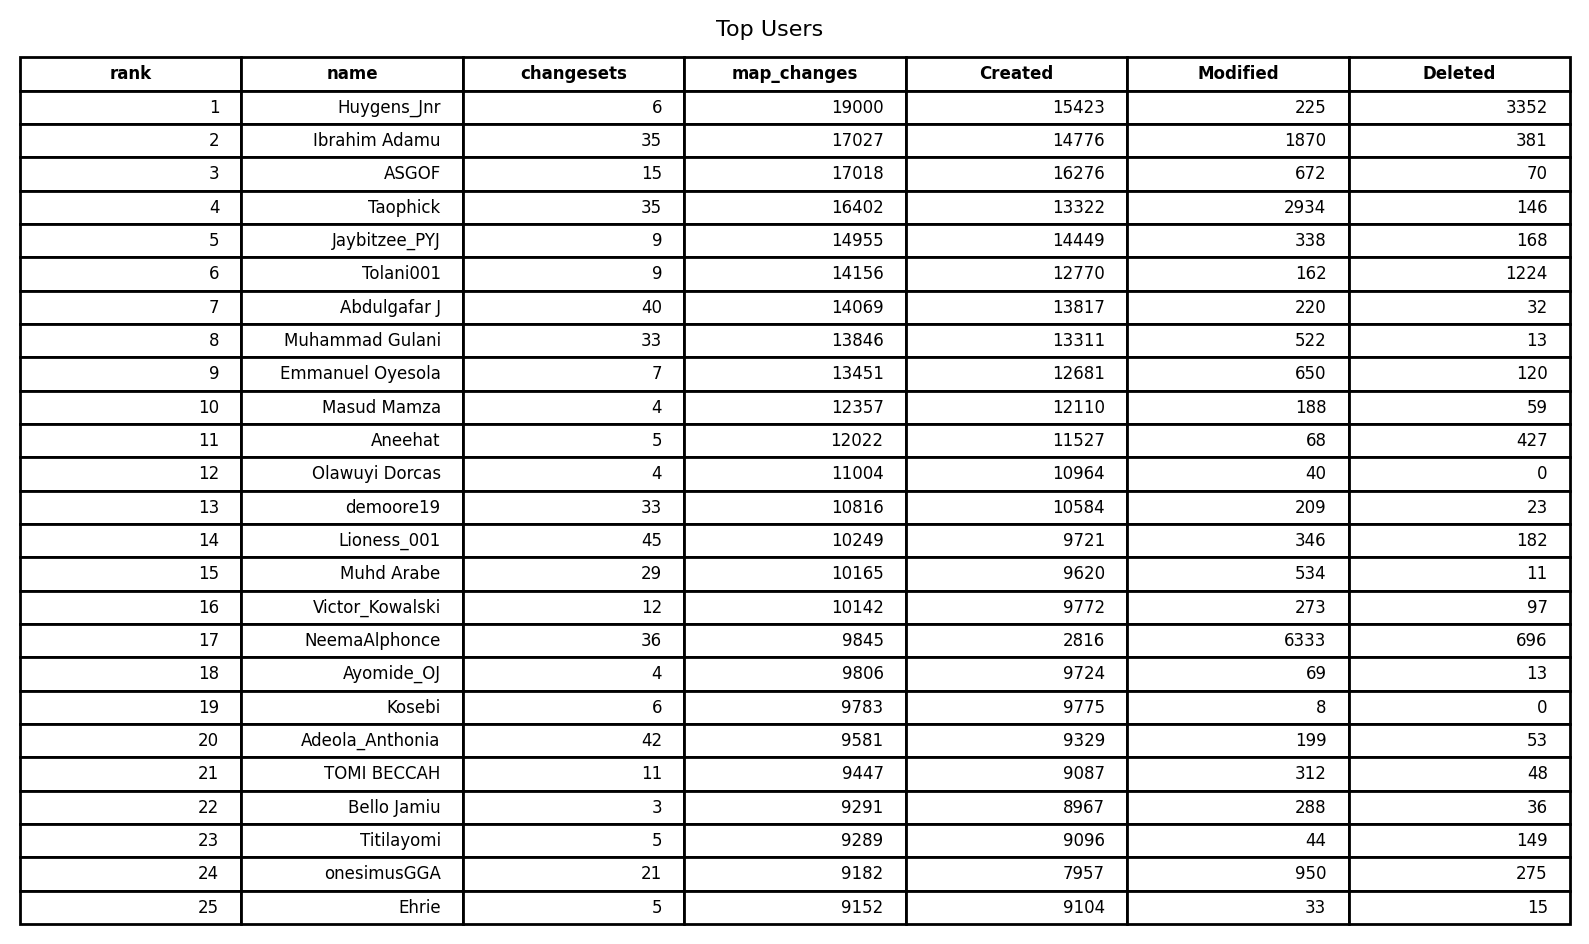 Top Users
rank name changesets map_changes Created Modified Deleted
1 Huygens_Jnr 6 19000 15423 225 3352
2 Ibrahim Adamu 35 17027 14776 1870 381
3 ASGOF 15 17018 16276 672 70
4 Taophick 35 16402 13322 2934 146
5 Jaybitzee_PYJ 9 14955 14449 338 168
6 Tolani001 9 14156 12770 162 1224
7 Abdulgafar J 40 14069 13817 220 32
8 Muhammad Gulani 33 13846 13311 522 13
9 Emmanuel Oyesola 7 13451 12681 650 120
10 Masud Mamza 4 12357 12110 188 59
11 Aneehat 5 12022 11527 68 427
12 Olawuyi Dorcas 4 11004 10964 40 0
13 demoore19 33 10816 10584 209 23
14 Lioness_001 45 10249 9721 346 182
15 Muhd Arabe 29 10165 9620 534 11
16 Victor_Kowalski 12 10142 9772 273 97
17 NeemaAlphonce 36 9845 2816 6333 696
18 Ayomide_OJ 4 9806 9724 69 13
19 Kosebi 6 9783 9775 8 0
20 Adeola_Anthonia 42 9581 9329 199 53
21 TOMI BECCAH 11 9447 9087 312 48
22 Bello Jamiu 3 9291 8967 288 36
23 Titilayomi 5 9289 9096 44 149
24 onesimusGGA 21 9182 7957 950 275
25 Ehrie 5 9152 9104 33 15